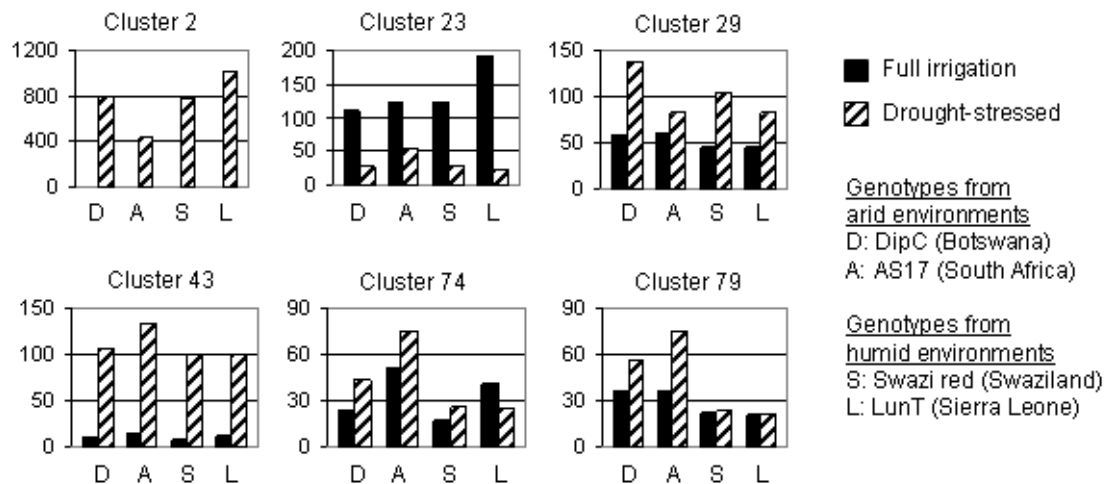 Cluster 2
1200
800
400
0
D A S L
Cluster 23
200
150
100
50
0
D A S L
Cluster 29
150
100
50
0
D A S L
Full irrigation
Drought-stressed
Genotypes from
arid environments
D: DipC (Botswana)
A: AS17 (South Africa)
Genotypes from
humid environments
S: Swazi red (Swaziland)
L: LunT (Sierra Leone)
Cluster 43
150
100
50
0
D A S L
Cluster 74
90
60
30
0
D A S L
Cluster 79
90
60
30
0
D A S L